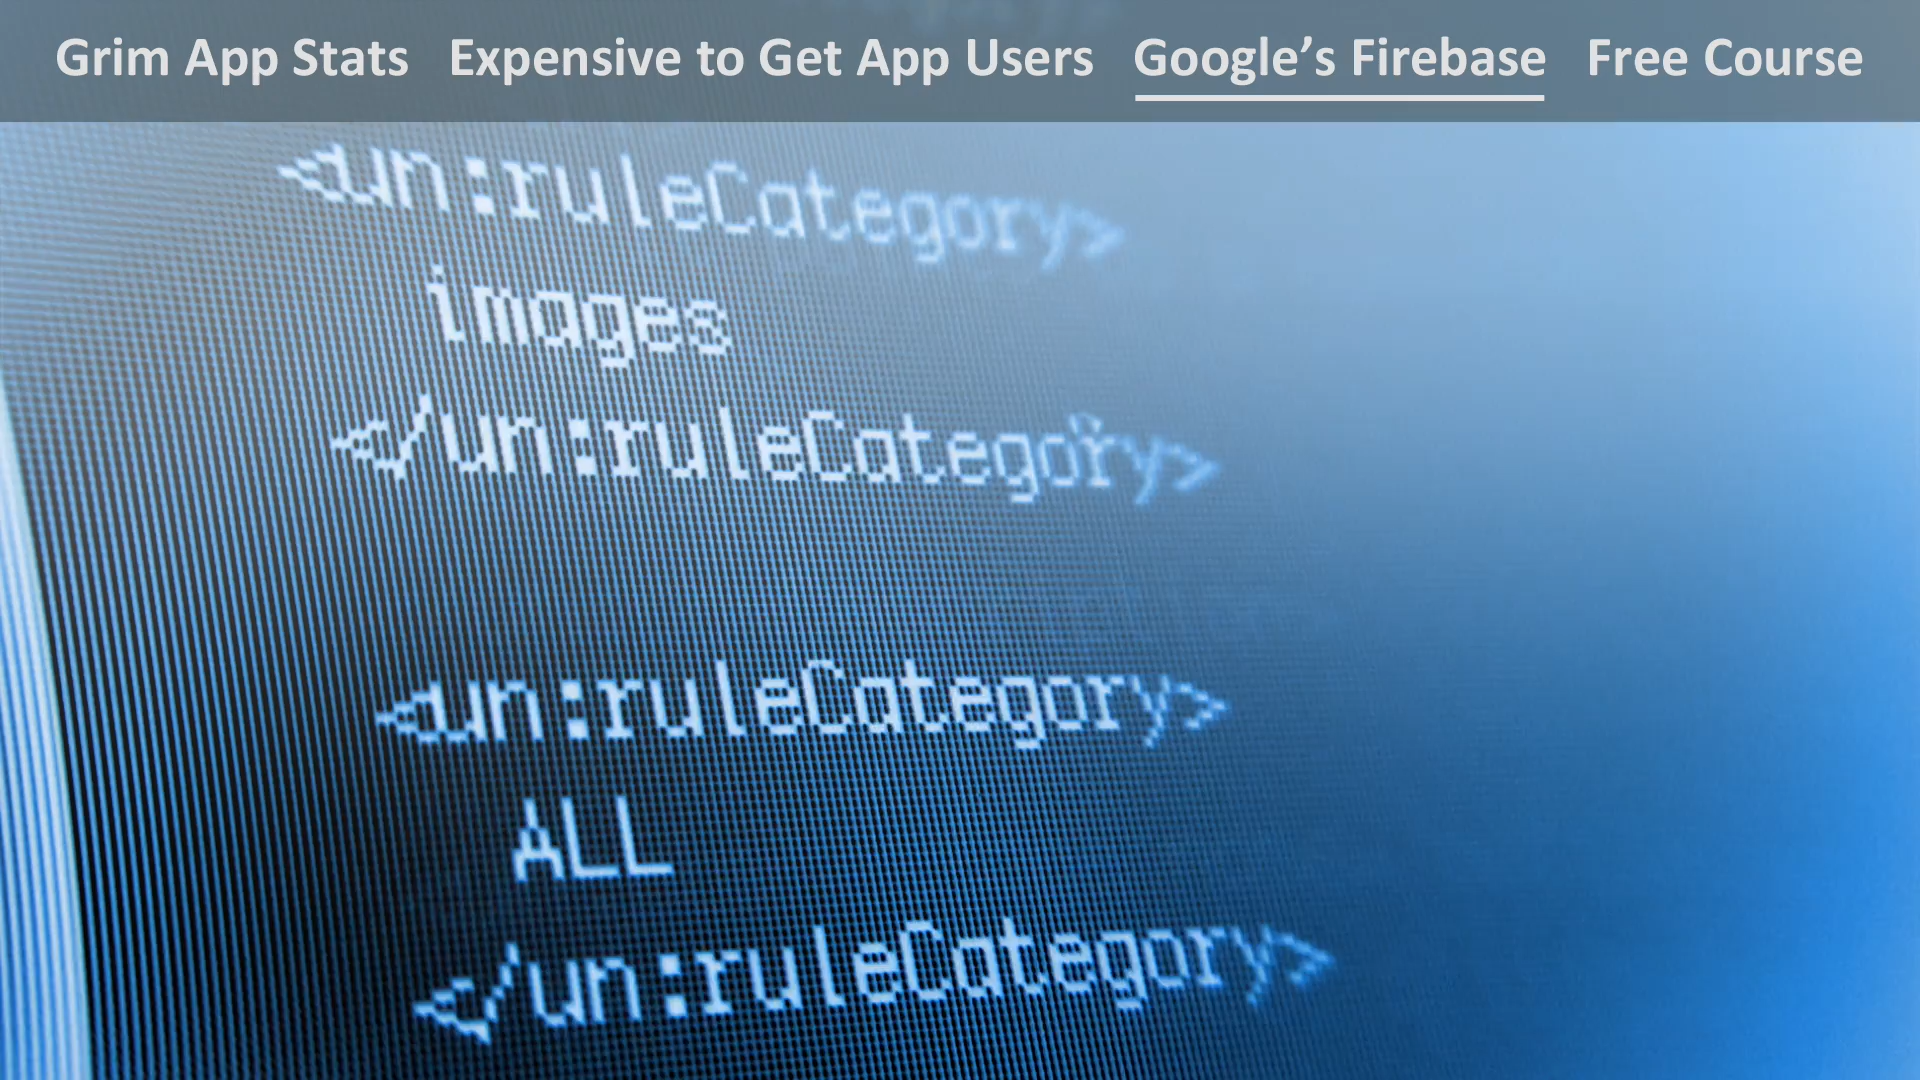 Grim App Stats Expensive to Get App Users Google's Firebase Free Course
<un:ruleCategory>
images
</un:ruleCategory>
<un:ruleCategory>
ALL
</un:ruleCategory>